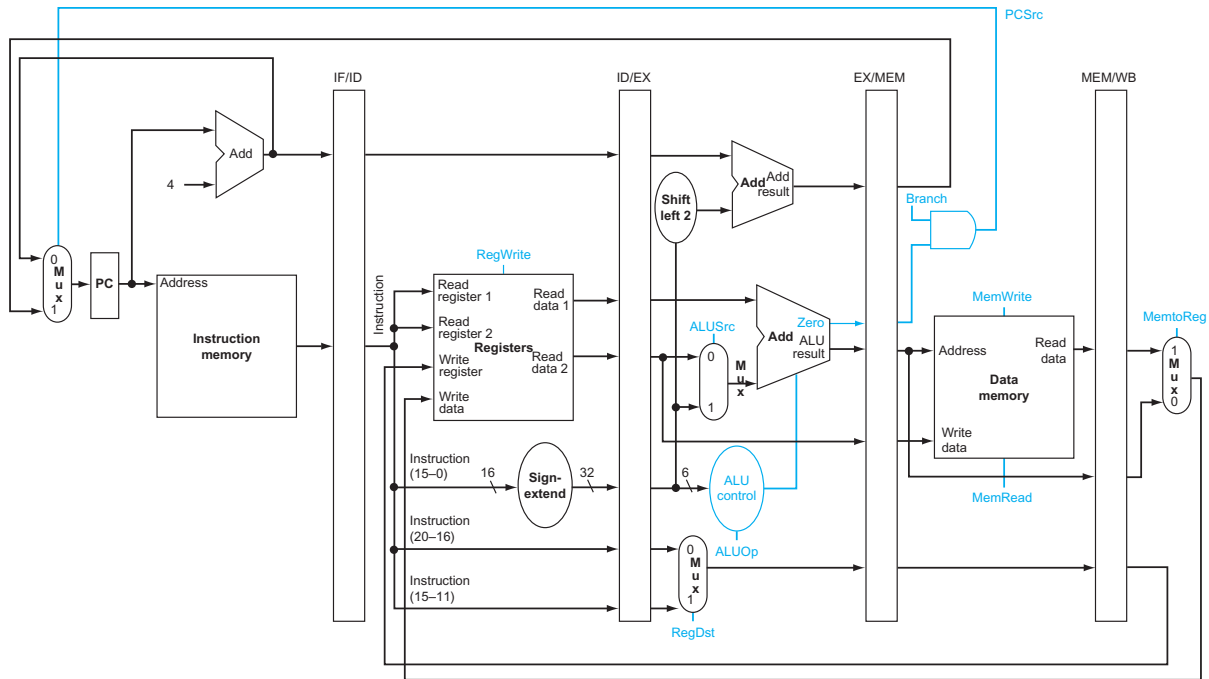 PCSrc
IF/ID
ID/EX
EX/MEM
MEM/WB
Add
4
Shift
left 2
Add
Add
result
Branch
0
M
u
x
1
PC
Address
Instruction
memory
Instruction
RegWrite
Read
register 1
Read
register 2
Write
register
Write
data
Registers
Read
data 1
Read
data 2
ALUSrc
0
1
M
u
x
Zero
Add
ALU
result
MemWrite
Address
Read
data
Data
memory
Write
data
MemRead
MemtoReg
1
M
u
x
0
Instruction
(15–0)
16
Sign-
extend
32
6
ALU
control
ALUOp
Instruction
(20–16)
Instruction
(15–11)
0
M
u
x
1
RegDst